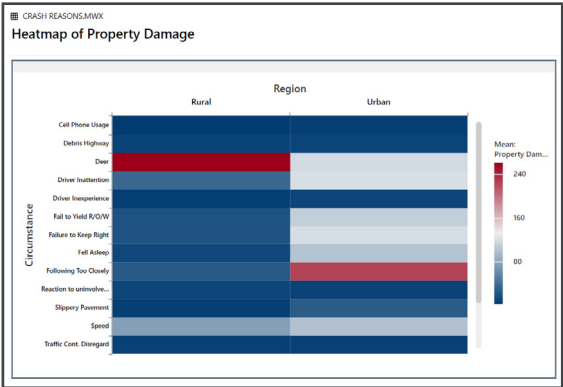 CRASH REASONS.MWX
Heatmap of Property Damage
Region
Rural Urban
Circumstance
Cell Phone Usage
Debris Highway
Deer
Driver Inattention
Driver Inexperience
Fail to Yield R/O/W
Failure to Keep Right
Fell Asleep
Following Too Closely
Reaction to uninvolve...
Slippery Pavement
Speed
Traffic Cont. Disregard
Mean:
Property Dam...
240
160
80